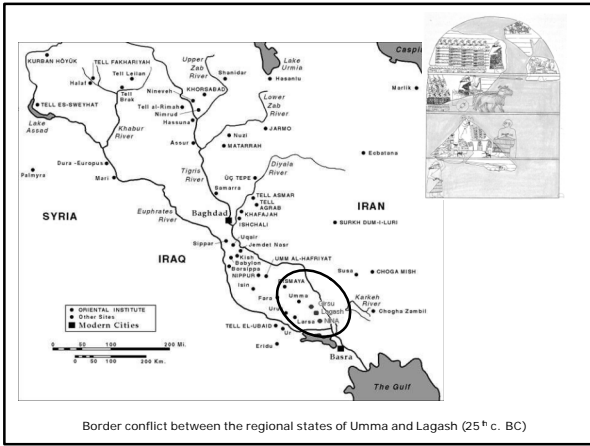 Caspi
Lake
Urmia
KURBAN HÖYÜK
TELL FAKHARIYAH
Tell Leilan
Halaf
Tell
Brak
TELL ES-SWEYHAT
Lake
Assad
Khabur
River
Upper
Zab
River
Shanidar
Hasanlu
Nineveh
KHORSABAD
Tell al-Rimah
Nimrud
Hassuna
Lower
Zab
River
Marlik
JARMO
Nuzi
MATARRAH
Assur
Ecbatana
Diyala
River
Dura-Europus
Mari
Palmyra
Tigris
River
ÜÇ TEPE
Samarra
TELL ASMAR
TELL
AGRAB
KHAFAJAH
ISHCHALI
Baghdad
SYRIA
Euphrates
River
IRAN
SURKH DUM-I-LURI
Sippar
Uqair
Jemdet Nasr
IRAQ
Kish
Babylon
Borsippa
UMM AL-HAFRIYAT
NIPPUR
Isin
BISMAYA
Fara
Umma
Girsu
Lagash
NINA
Uru
Larsa
Susa
CHOGA MISH
Karkeh
River
Chogha Zanbil
TELL EL-UBAID
Ur
Eridu
Basra
The Gulf
ORIENTAL INSTITUTE
Other Sites
Modern Cities
0 50 100 200 Mi.
0 50 100 200 Km.
Border conflict between the regional states of Umma and Lagash (25th c. BC)